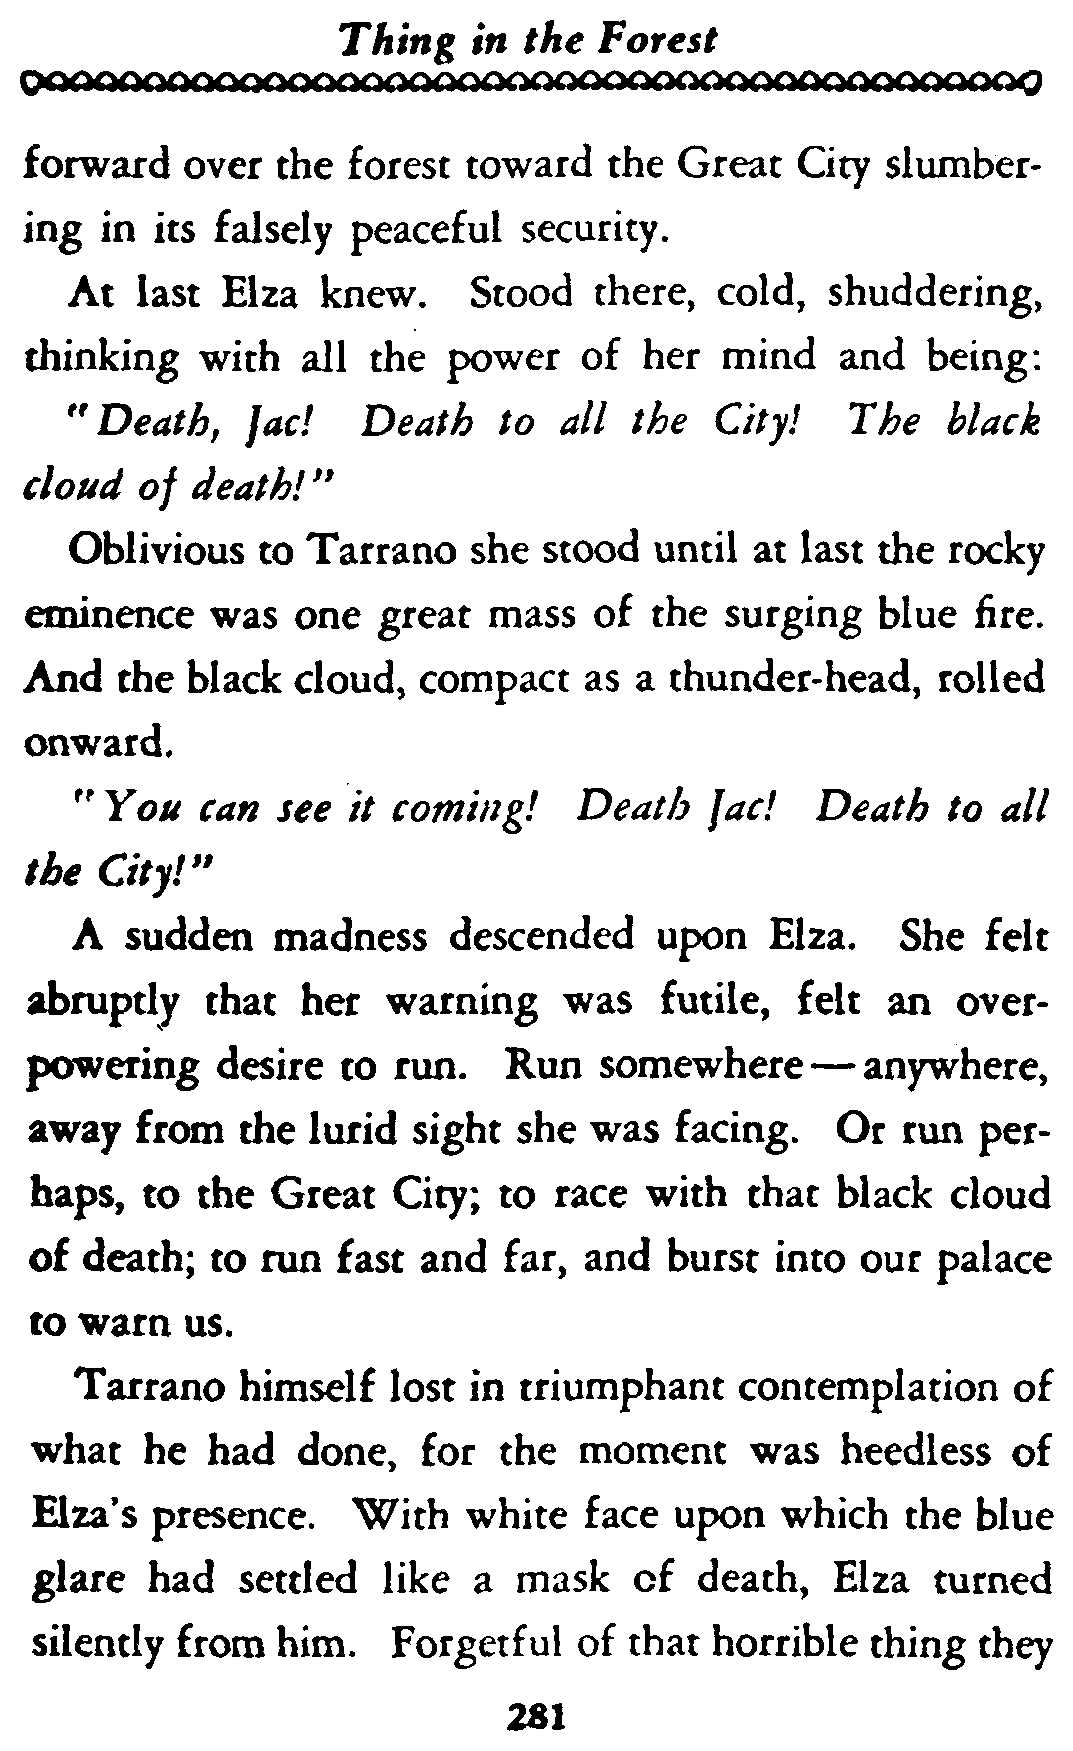 Thing in the Forest
forward over the forest toward the Great City slumber-
ing in its falsely peaceful security.
At last Elza knew. Stood there, cold, shuddering,
thinking with all the power of her mind and being:
"Death, Jac! Death to all the City! The black
cloud of death!"
Oblivious to Tarrano she stood until at last the rocky
eminence was one great mass of the surging blue fire.
And the black cloud, compact as a thunder-head, rolled
onward.
"You can see it coming! Death Jac! Death to all
the City!"
A sudden madness descended upon Elza. She felt
abruptly that her warning was futile, felt an over-
powering desire to run. Run somewhere—anywhere,
away from the lurid sight she was facing. Or run per-
haps, to the Great City; to race with that black cloud
of death; to run fast and far, and burst into our palace
to warn us.
Tarrano himself lost in triumphant contemplation of
what he had done, for the moment was heedless of
Elza's presence. With white face upon which the blue
glare had settled like a mask of death, Elza turned
silently from him. Forgetful of that horrible thing they
281